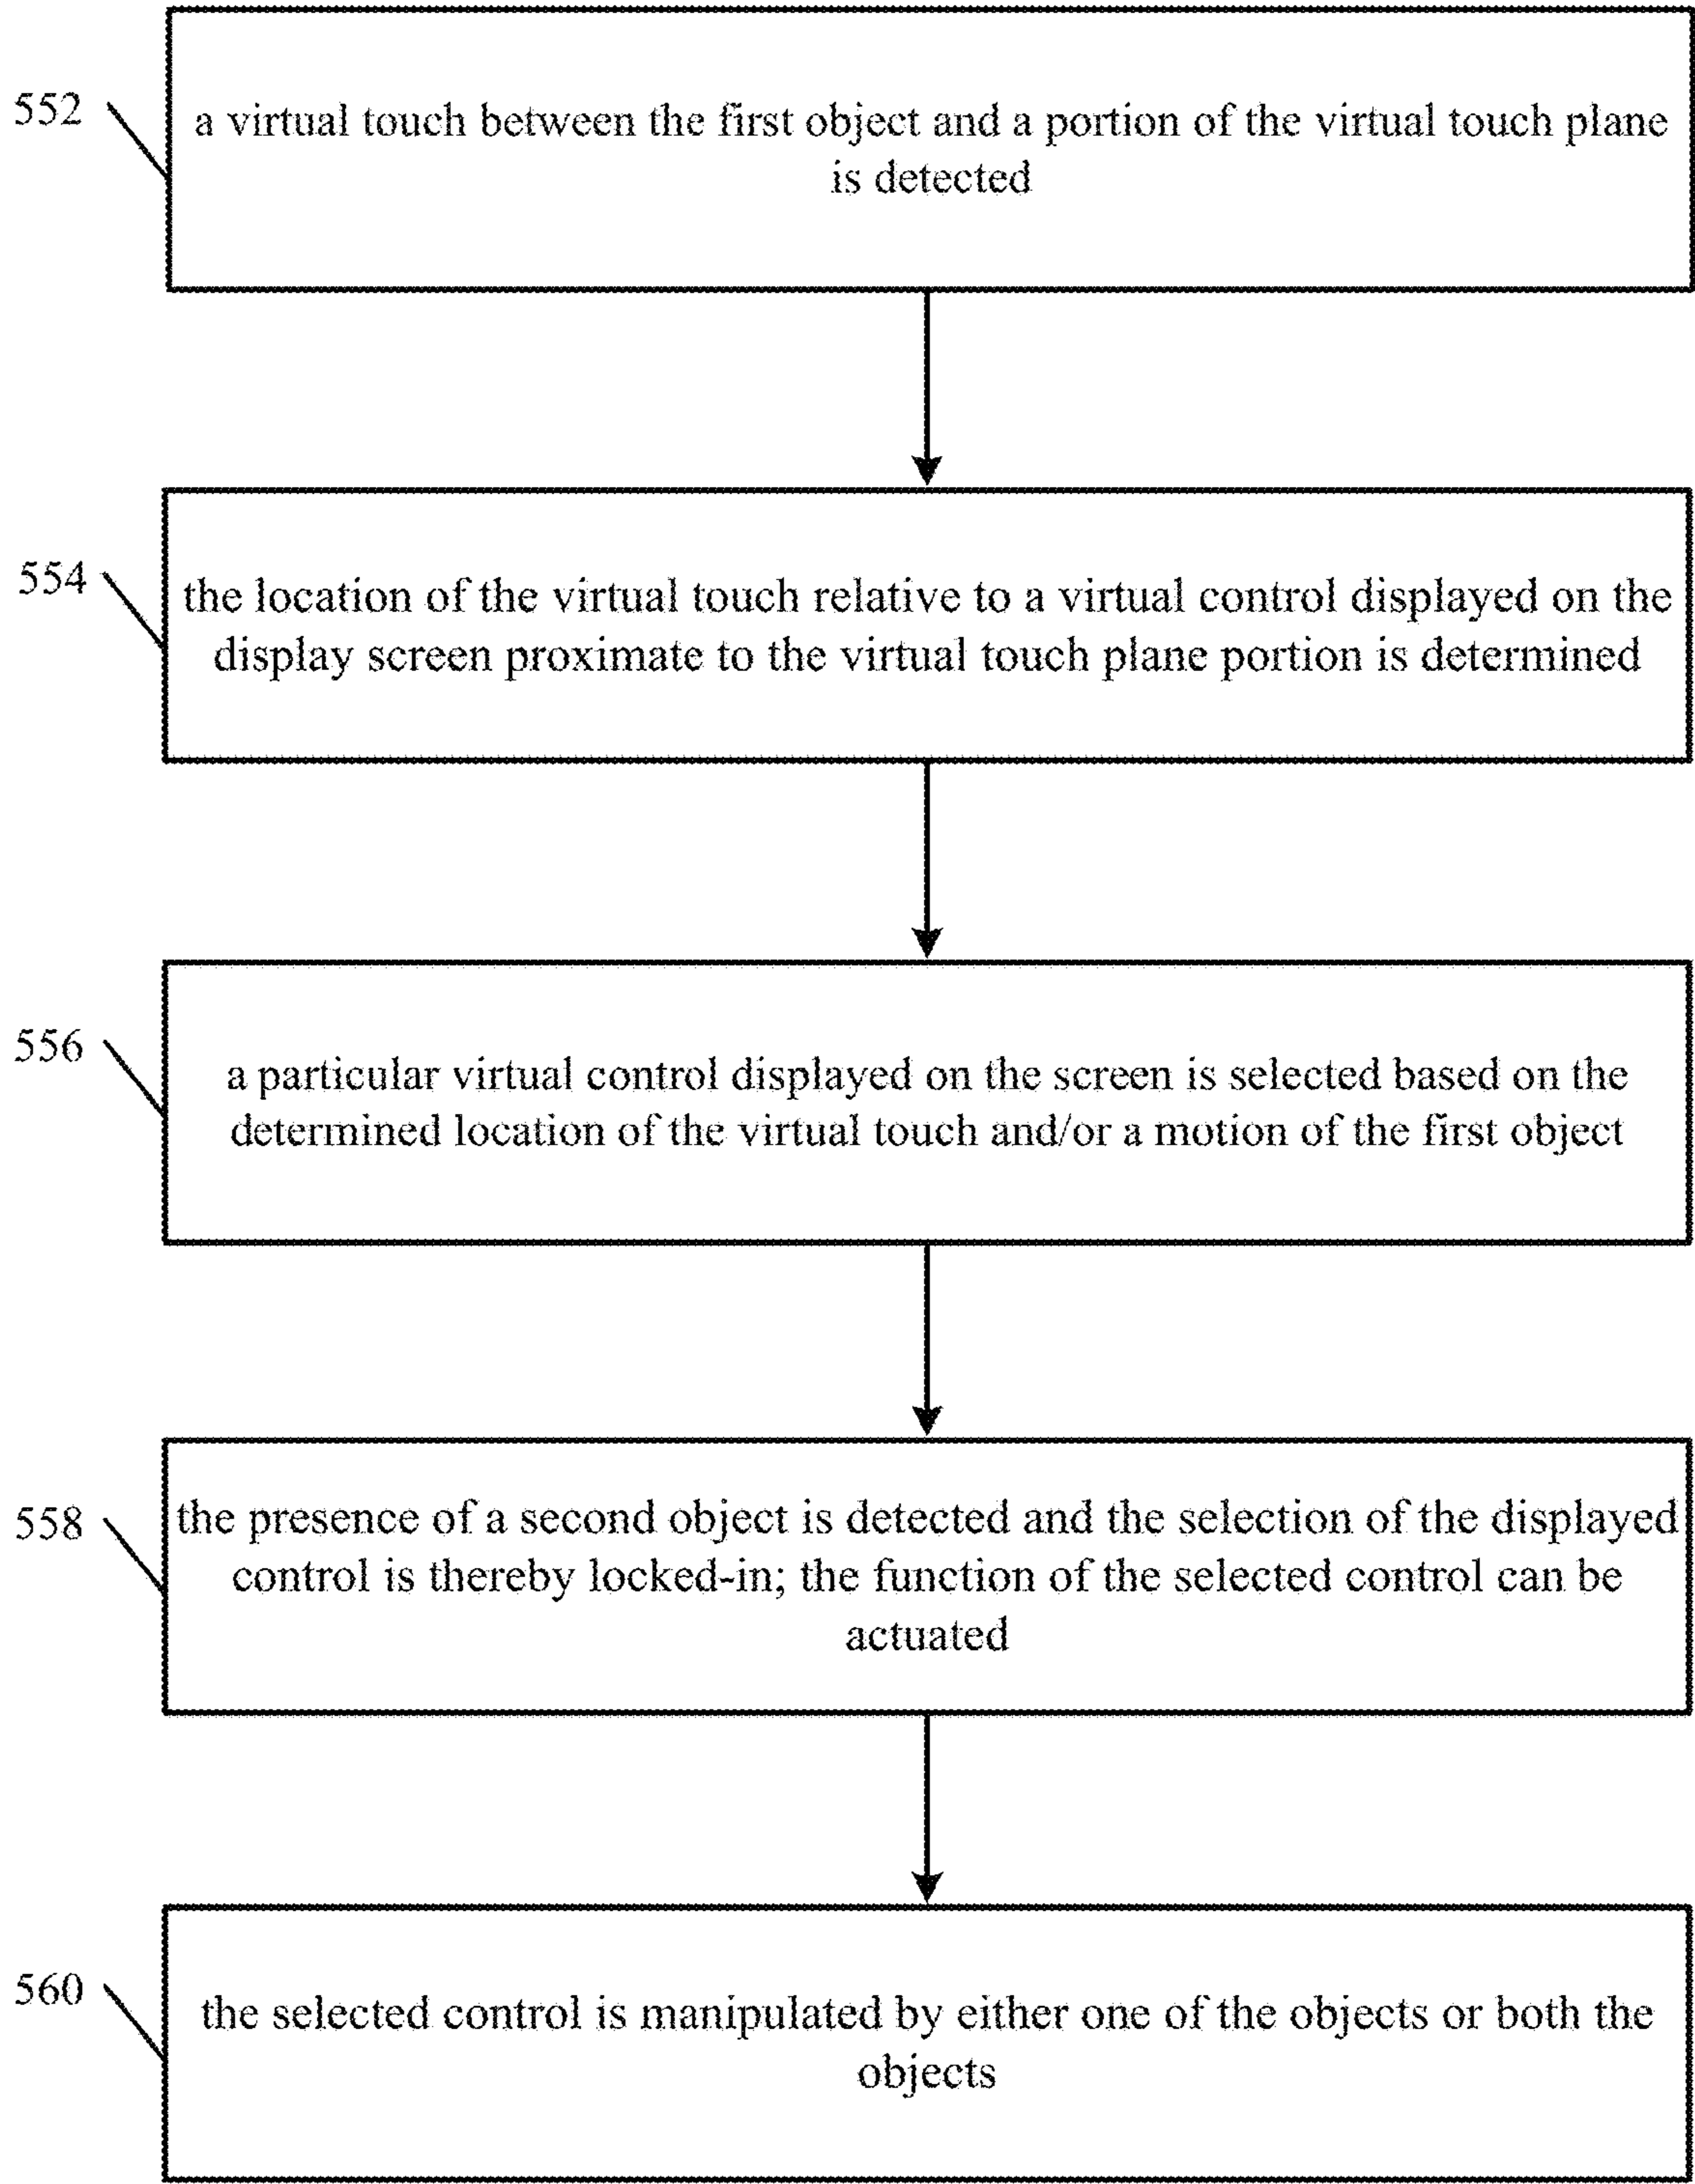 552
a virtual touch between the first object and a portion of the virtual touch plane
is detected
554
the location of the virtual touch relative to a virtual control displayed on the
display screen proximate to the virtual touch plane portion is determined
556
a particular virtual control displayed on the screen is selected based on the
determined location of the virtual touch and/or a motion of the first object
558
the presence of a second object is detected and the selection of the displayed
control is thereby locked-in; the function of the selected control can be
actuated
560
the selected control is manipulated by either one of the objects or both the
objects